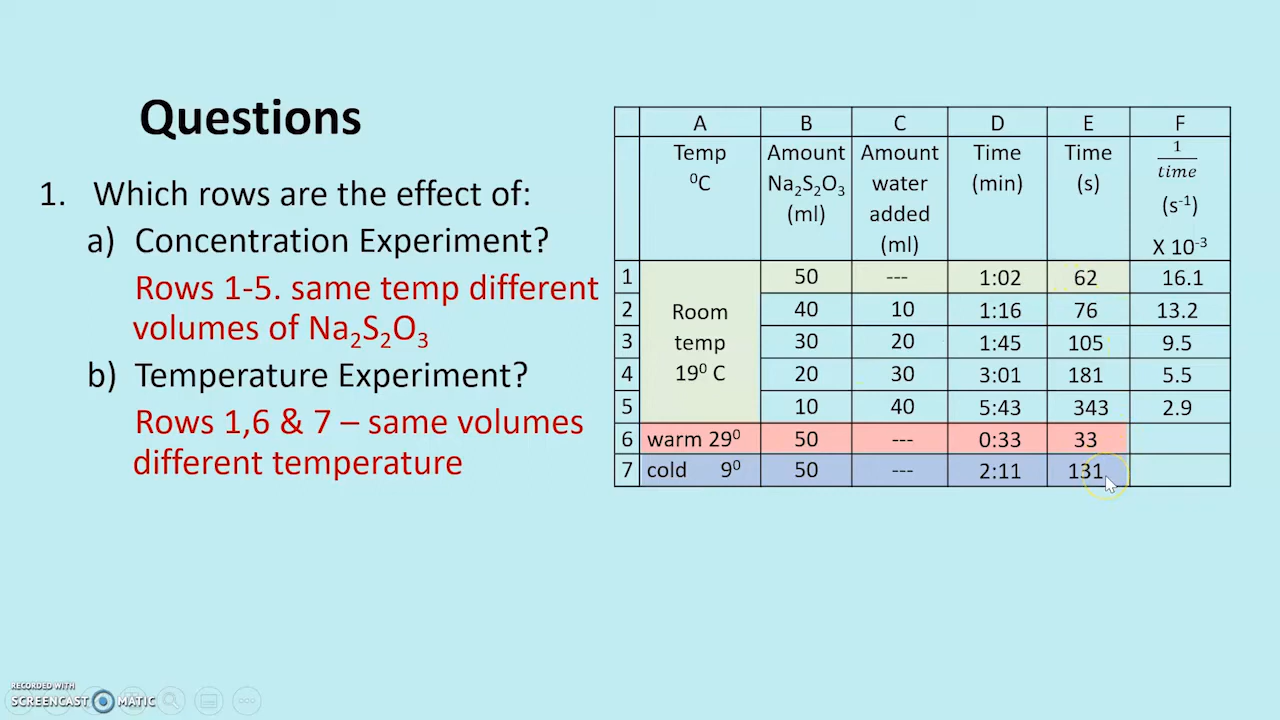 Questions
1. Which rows are the effect of:
a) Concentration Experiment?
Rows 1-5. same temp different
volumes of Na₂S₂O₃
b) Temperature Experiment?
Rows 1,6 & 7 – same volumes
different temperature
A B C D E F
Temp ⁰C Amount Na₂S₂O₃ (ml) Amount water added (ml) Time (min) Time (s) 1/time (s⁻¹) X 10⁻³
1 50 --- 1:02 62 16.1
2 40 10 1:16 76 13.2
3 30 20 1:45 105 9.5
4 20 30 3:01 181 5.5
5 10 40 5:43 343 2.9
Room temp 19⁰ C
6 warm 29⁰ 50 --- 0:33 33
7 cold 9⁰ 50 --- 2:11 131
RECORDED WITH
SCREENCAST MATIC